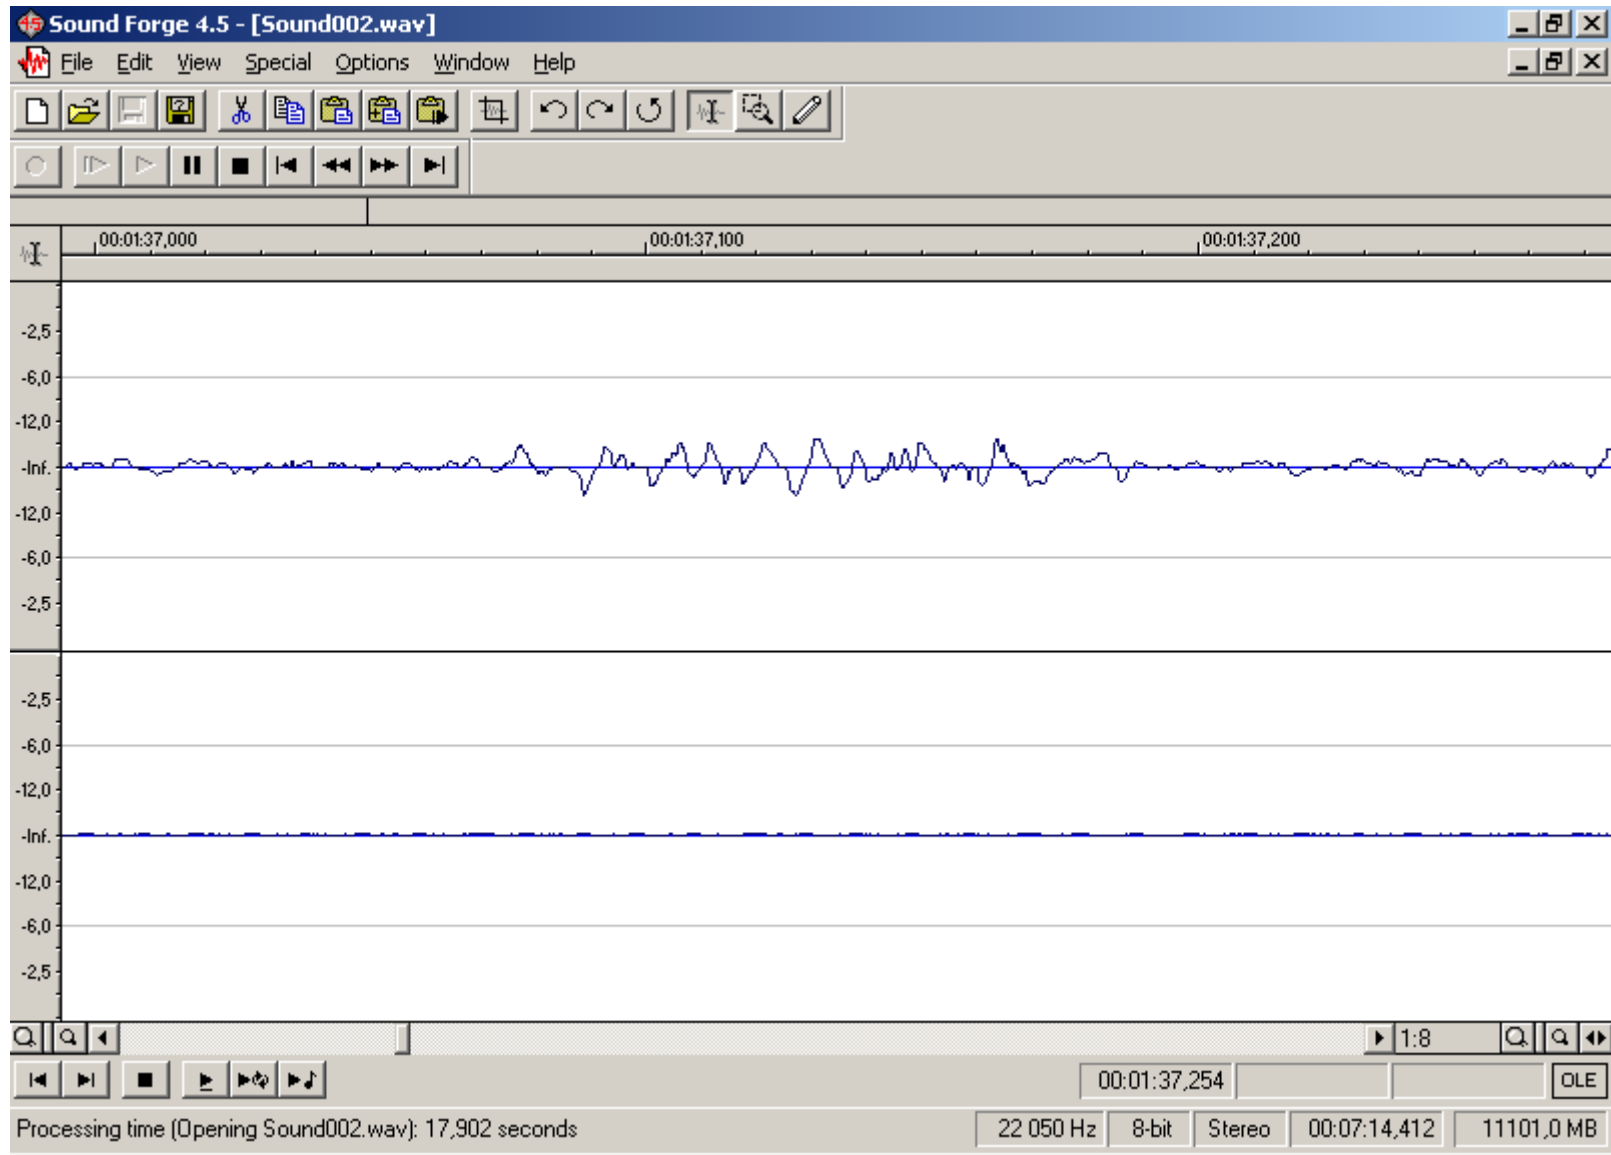 Sound Forge 4.5 - [Sound002.wav]
File Edit View Special Options Window Help
00:01:37,000 00:01:37,100 00:01:37,200
-2,5
-6,0
-12,0
-Inf.
-12,0
-6,0
-2,5
-2,5
-6,0
-12,0
-Inf.
-12,0
-6,0
-2,5
1:8
00:01:37,254 OLE
Processing time (Opening Sound002.wav): 17,902 seconds 22 050 Hz 8-bit Stereo 00:07:14,412 11101,0 MB